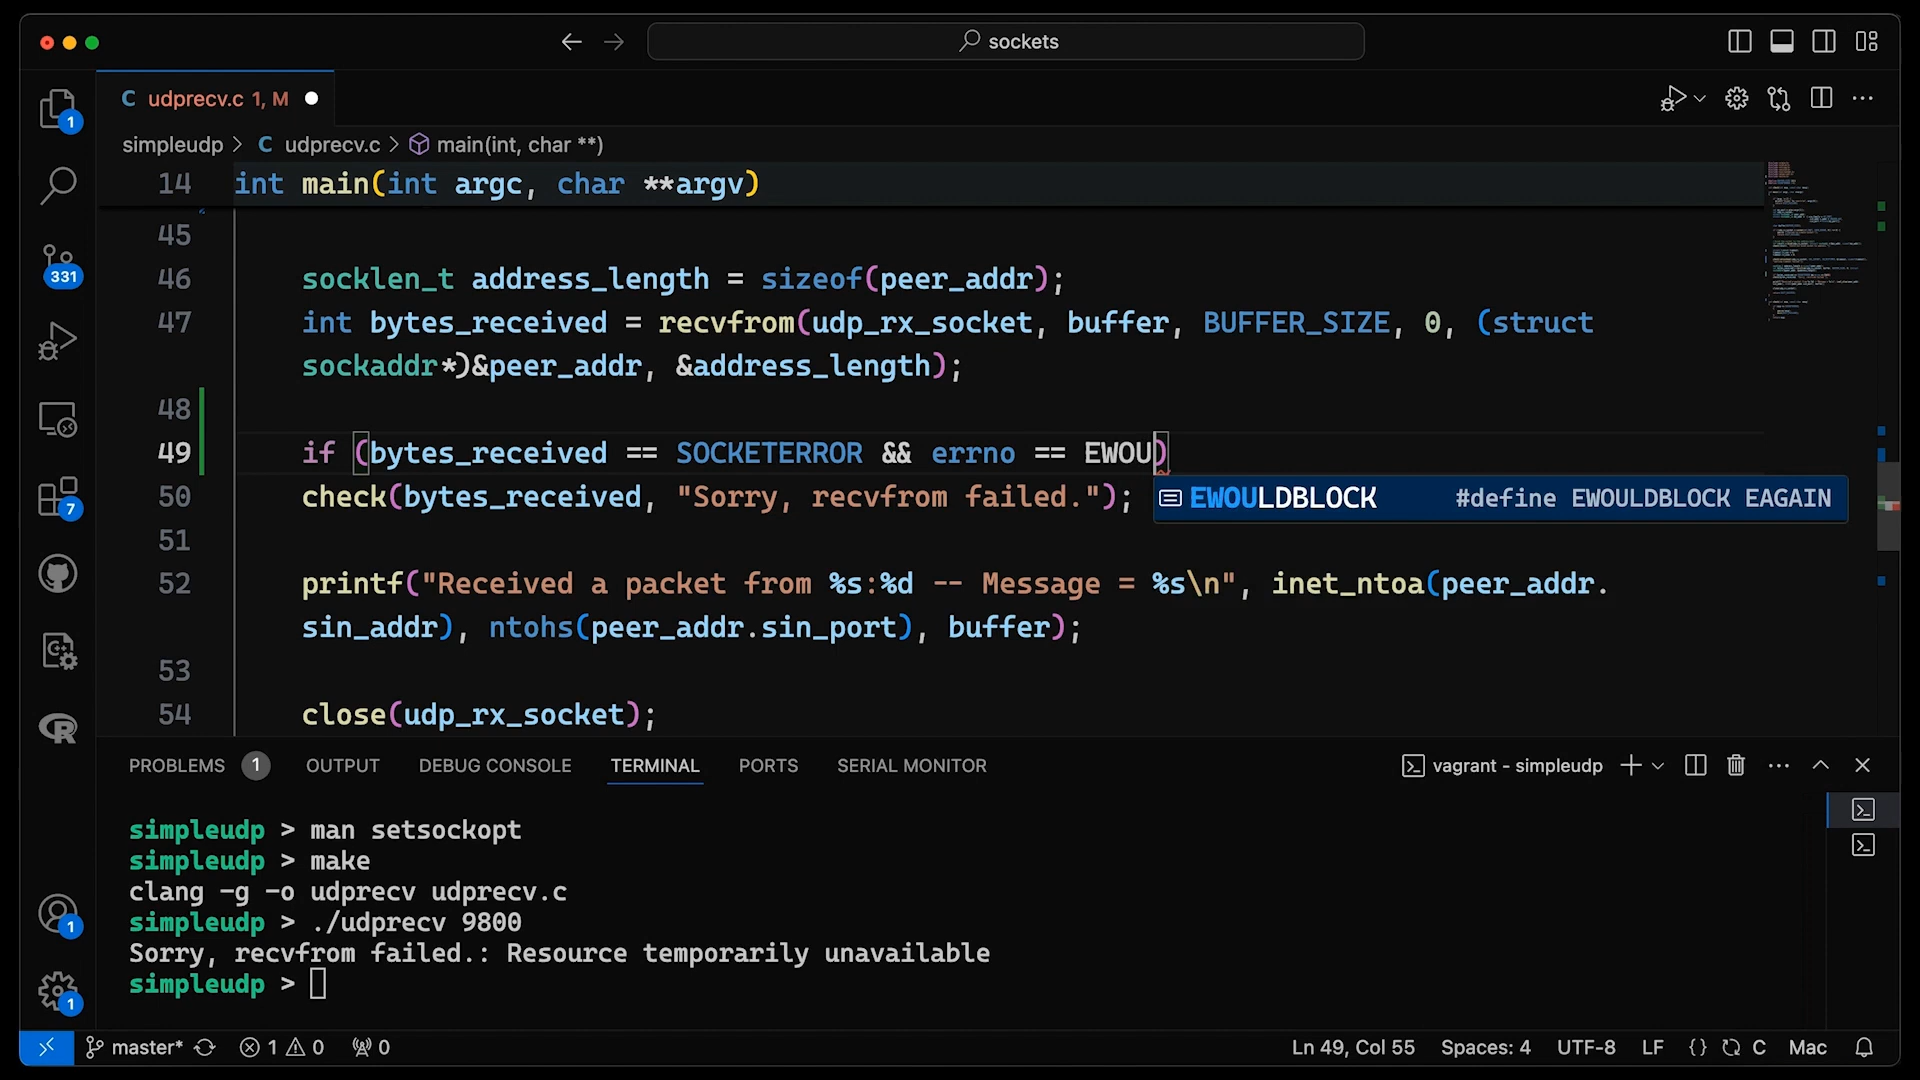 sockets
C udprecv.c 1, M
simpleudp > C udprecv.c > main(int, char **)
14 int main(int argc, char **argv)
45
46 socklen_t address_length = sizeof(peer_addr);
47 int bytes_received = recvfrom(udp_rx_socket, buffer, BUFFER_SIZE, 0, (struct
sockaddr*)&peer_addr, &address_length);
48
49 if (bytes_received == SOCKETERROR && errno == EWOU)
50 check(bytes_received, "Sorry, recvfrom failed.");
EWOULDBLOCK #define EWOULDBLOCK EAGAIN
51
52 printf("Received a packet from %s:%d -- Message = %s\n", inet_ntoa(peer_addr.
sin_addr), ntohs(peer_addr.sin_port), buffer);
53
54 close(udp_rx_socket);
1
331
7
1
1
PROBLEMS 1 OUTPUT DEBUG CONSOLE TERMINAL PORTS SERIAL MONITOR vagrant - simpleudp
simpleudp > man setsockopt
simpleudp > make
clang -g -o udprecv udprecv.c
simpleudp > ./udprecv 9800
Sorry, recvfrom failed.: Resource temporarily unavailable
simpleudp >
master* 1 0 0 Ln 49, Col 55 Spaces: 4 UTF-8 LF {} C Mac